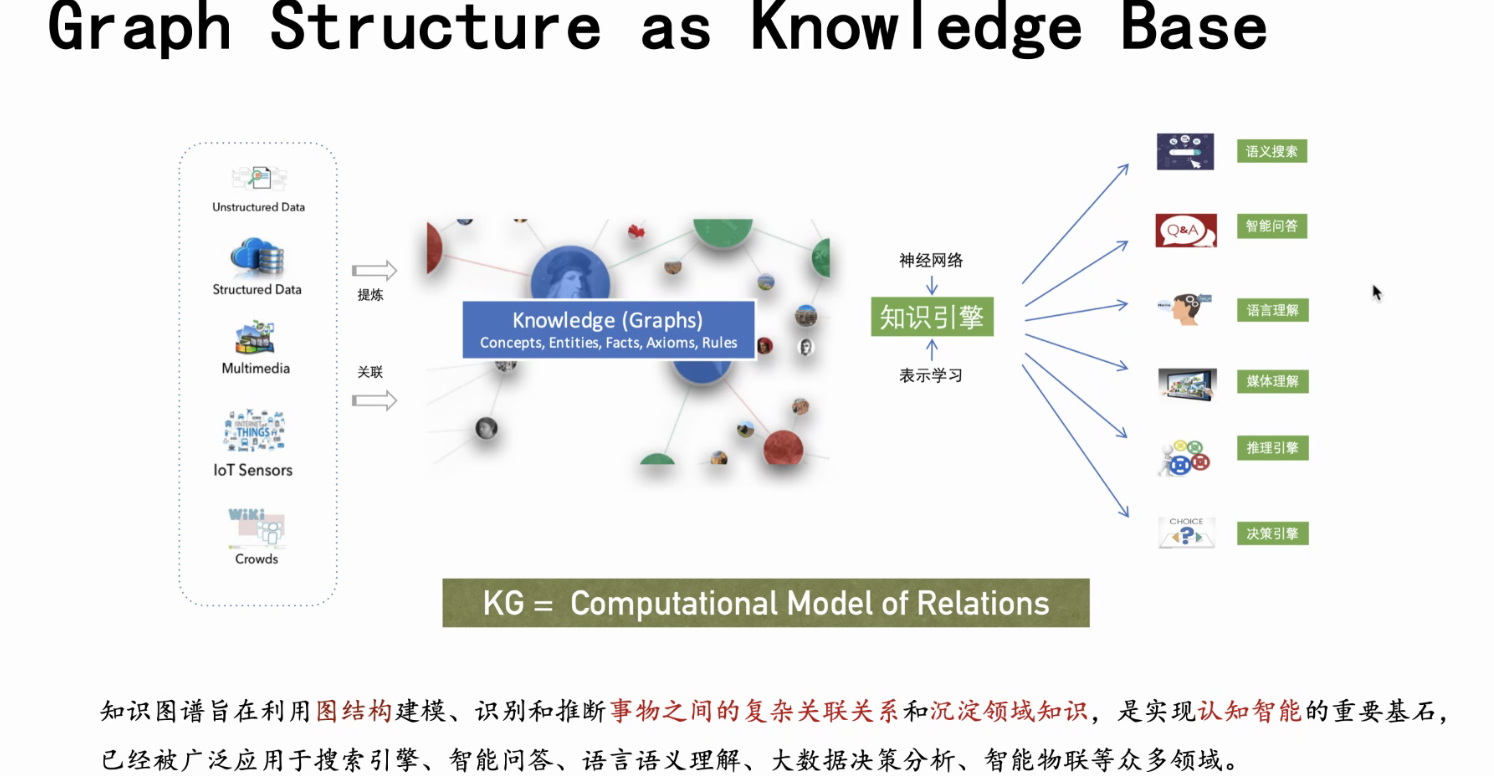 Graph Structure as Knowledge Base
Unstructured Data
Structured Data
Multimedia
INTERNET of
THINGS
IoT Sensors
WiKi
Crowds
提炼
关联
Knowledge (Graphs)
Concepts, Entities, Facts, Axioms, Rules
神经网络
知识引擎
表示学习
语义搜索
Q&A
智能问答
语言理解
媒体理解
推理引擎
CHOICE
?
决策引擎
KG = Computational Model of Relations
知识图谱旨在利用图结构建模、识别和推断事物之间的复杂关联关系和沉淀领域知识，是实现认知智能的重要基石，
已经被广泛应用于搜索引擎、智能问答、语言语义理解、大数据决策分析、智能物联等众多领域。